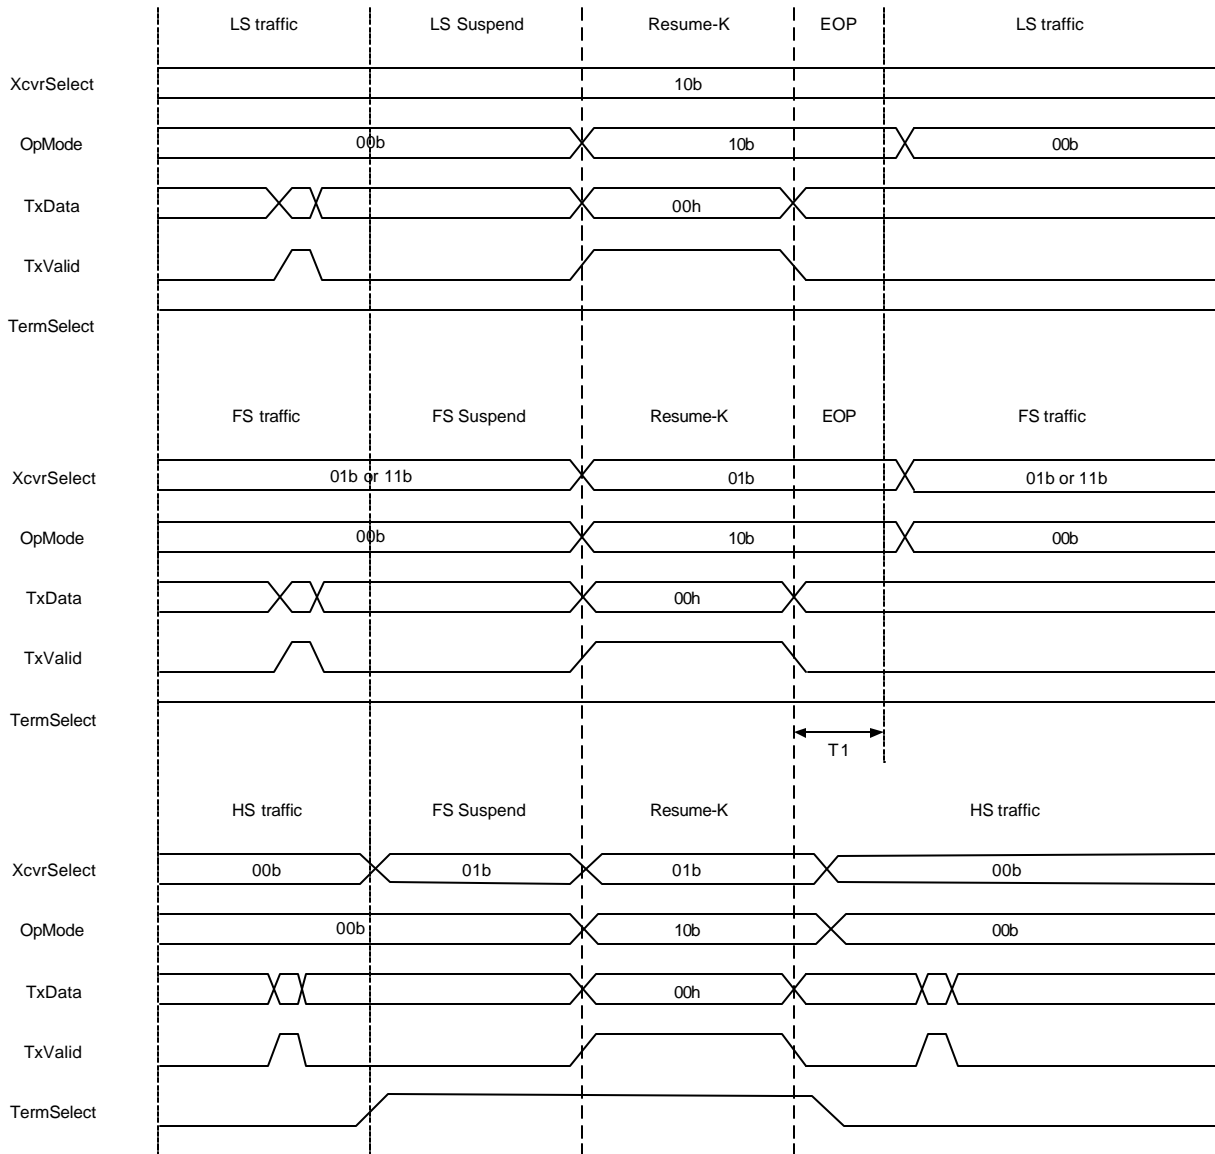 LS traffic LS Suspend Resume-K EOP LS traffic
XcvrSelect 10b
OpMode 00b 10b 00b
TxData 00h
TxValid
TermSelect
FS traffic FS Suspend Resume-K EOP FS traffic
XcvrSelect 01b or 11b 01b 01b or 11b
OpMode 00b 10b 00b
TxData 00h
TxValid
TermSelect
T1
HS traffic FS Suspend Resume-K HS traffic
XcvrSelect 00b 01b 01b 00b
OpMode 00b 10b 00b
TxData 00h
TxValid
TermSelect